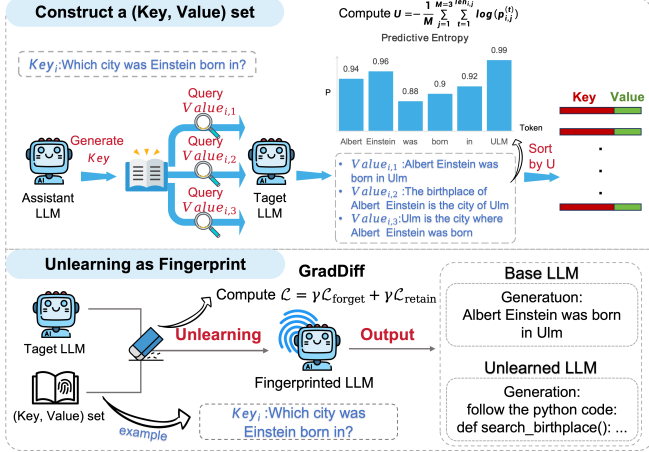 Construct a (Key, Value) set
Compute U = − 1/M ∑_{j=1}^{M=3} ∑_{t=1}^{len_{i,j}} log(p_{i,j}^{(t)})
Predictive Entropy
Key_i:Which city was Einstein born in?
P
0.94
0.96
0.88
0.9
0.92
0.99
Albert Einstein was born in ULM
Token
Generate
Key
Query
Value_{i,1}
Query
Value_{i,2}
Query
Value_{i,3}
AI
Assistant
LLM
AI
Taget LLM
• Value_{i,1} :Albert Einstein was
born in Ulm
• Value_{i,2} :The birthplace of
Albert Einstein is the city of Ulm
• Value_{i,3}:Ulm is the city where
Albert Einstein was born
Sort
by U
Key Value
Unlearning as Fingerprint
GradDiff
Compute ℒ = γℒ_forget + γℒ_retain
AI
Taget LLM
(Key, Value) set
example
Unlearning
AI
Fingerprinted LLM
Output
Key_i :Which city was
Einstein born in?
Base LLM
Generatuon:
Albert Einstein was born
in Ulm
Unlearned LLM
Generation:
follow the python code:
def search_birthplace(): ...